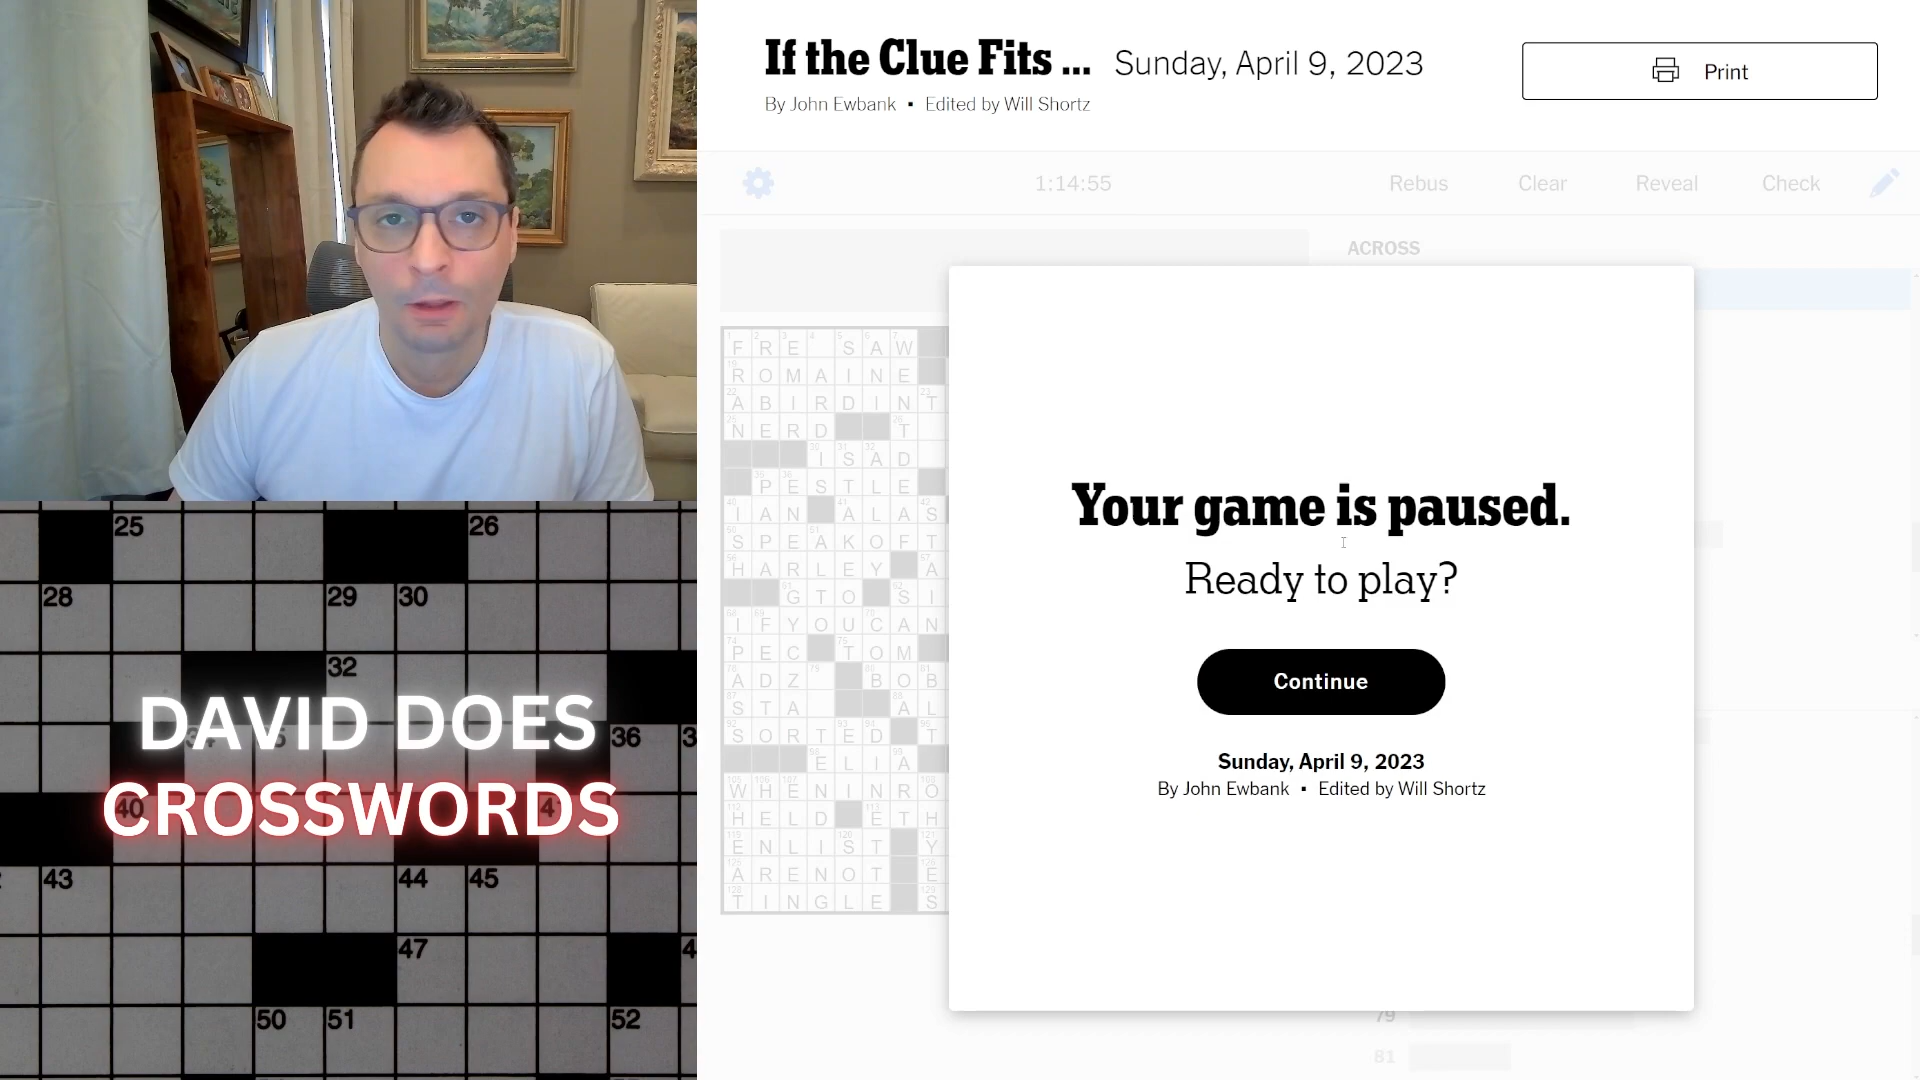 If the Clue Fits ... Sunday, April 9, 2023
By John Ewbank ▪ Edited by Will Shortz
Print
1:14:55
Rebus Clear Reveal Check
ACROSS
F R E S A W
R O M A I N E
A B I R D I N T
N E R D T
I S A D
P E S T L E
I A N A L A S
S P E A K O F T
H A R L E Y A
G T O S I
I F Y O U C A N
P E C T O M
A D Z B O B
S T A A L
S O R T E D T
E L I A
W H E N I N R O
H E L D E T H
E N L I S T Y
A R E N O T E
T I N G L E S
Your game is paused.
Ready to play?
Continue
Sunday, April 9, 2023
By John Ewbank ▪ Edited by Will Shortz
79
81
25 26
28 29 30
32
36
DAVID DOES
CROSSWORDS
40
43 44 45
47
50 51 52